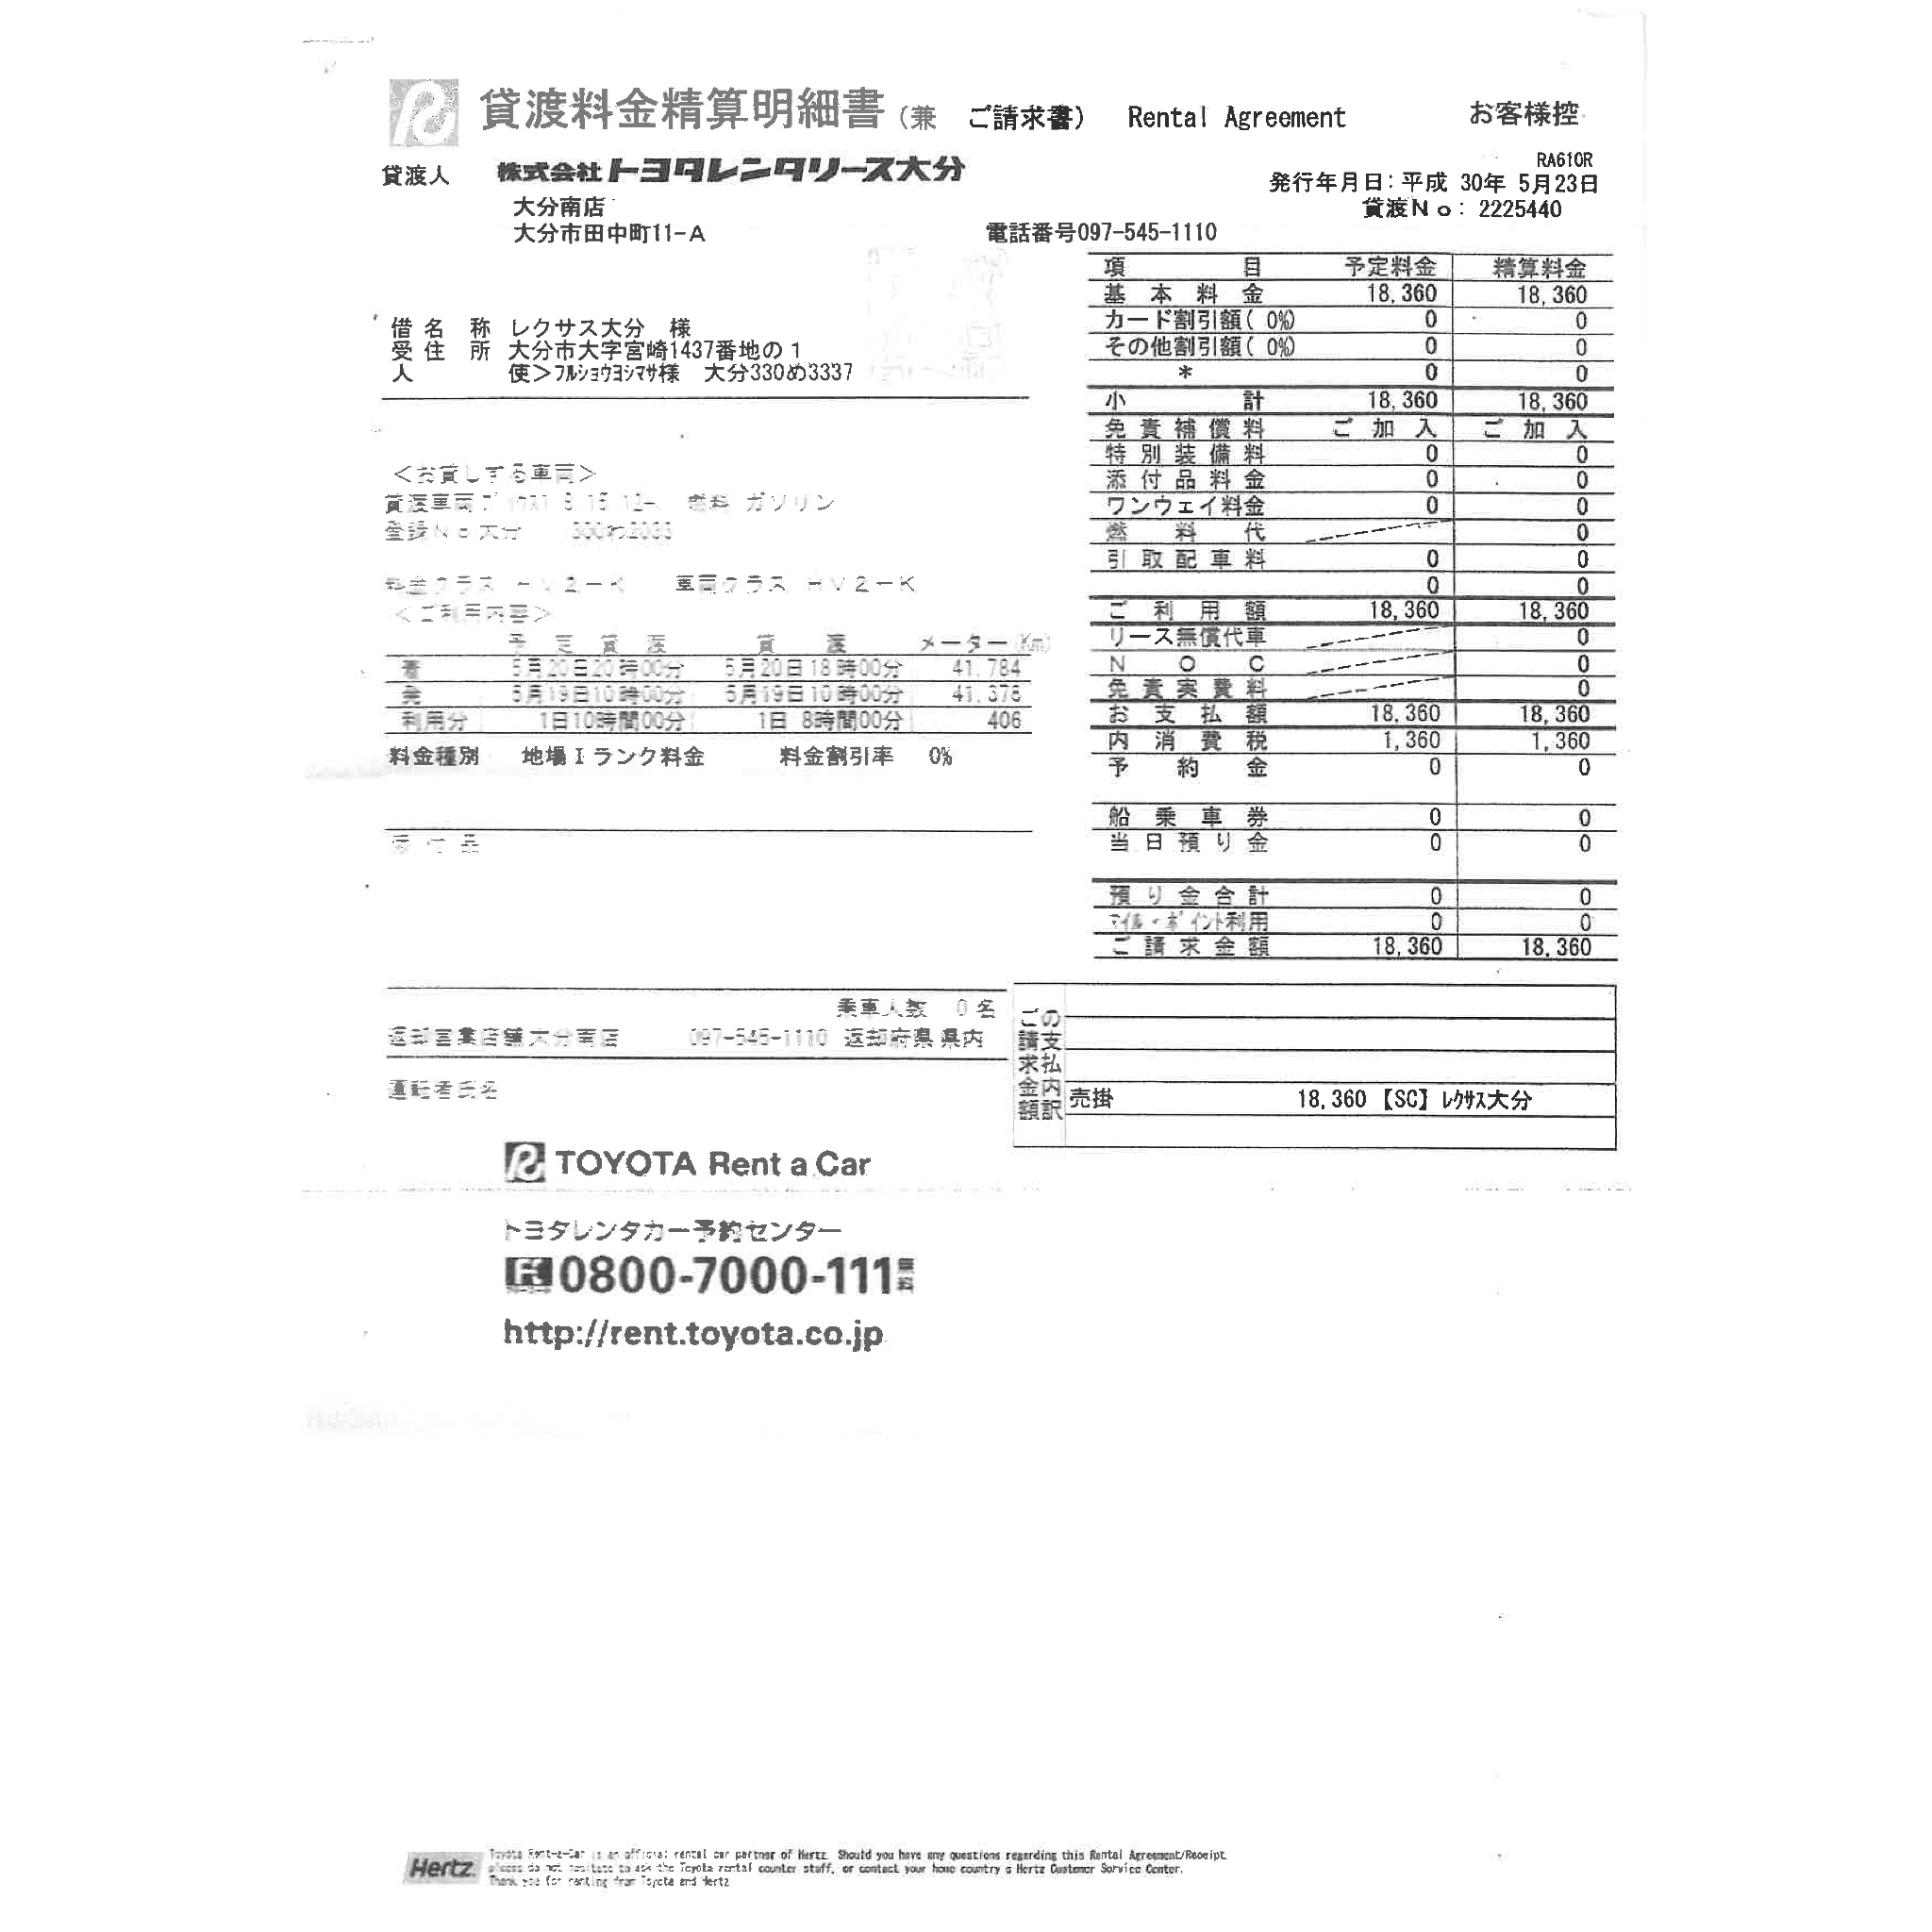 貸渡料金精算明細書(兼 ご請求書) Rental Agreement お客様控
貸渡人 株式会社トヨタレンタリース大分
RA610R
発行年月日:平成 30年 5月23日
大分南店
貸渡No: 2225440
大分市田中町11-A 電話番号097-545-1110
借 名 称 レクサス大分 様
受 住 所 大分市大字宮崎1437番地の1
人 使>フルショウヨシマサ様 大分330め3337
<お貸しする車両>
貸渡車両 燃料 ガソリン
登録No大分
料金クラス HV2-K 車両クラス HV2-K
<ご利用内容>
予定貸渡 貸渡 メーター(Km)
着 5月20日20時00分 5月20日18時00分 41,784
発 5月19日10時00分 5月19日10時00分 41,378
利用分 1日10時間00分 1日 8時間00分 406
料金種別 地場Iランク料金 料金割引率 0%
添付品
項目 予定料金 精算料金
基本料金 18,360 18,360
カード割引額( 0%) 0 0
その他割引額( 0%) 0 0
* 0 0
小計 18,360 18,360
免責補償料 ご加入 ご加入
特別装備料 0 0
添付品料金 0 0
ワンウェイ料金 0 0
燃料代 0
引取配車料 0 0
0 0
ご利用額 18,360 18,360
リース無償代車 0
NOC 0
免責実費料 0
お支払額 18,360 18,360
内消費税 1,360 1,360
予約金 0 0
船乗車券 0 0
当日預り金 0 0
預り金合計 0 0
マイル・ポイント利用 0 0
ご請求金額 18,360 18,360
乗車人数 0名
返却営業店舗大分南店 097-545-1110 返却府県 県内
運転者氏名
ご請求金額の支払内訳
売掛 18,360 【SC】レクサス大分
TOYOTA Rent a Car
トヨタレンタカー予約センター
0800-7000-111 無料
http://rent.toyota.co.jp
Hertz
Toyota Rent-a-Car is an official rental car partner of Hertz. Should you have any questions regarding this Rental Agreement/Receipt,
please do not hesitate to ask the Toyota rental counter staff, or contact your home country s Hertz Customer Service Center.
Thank you for renting from Toyota and Hertz